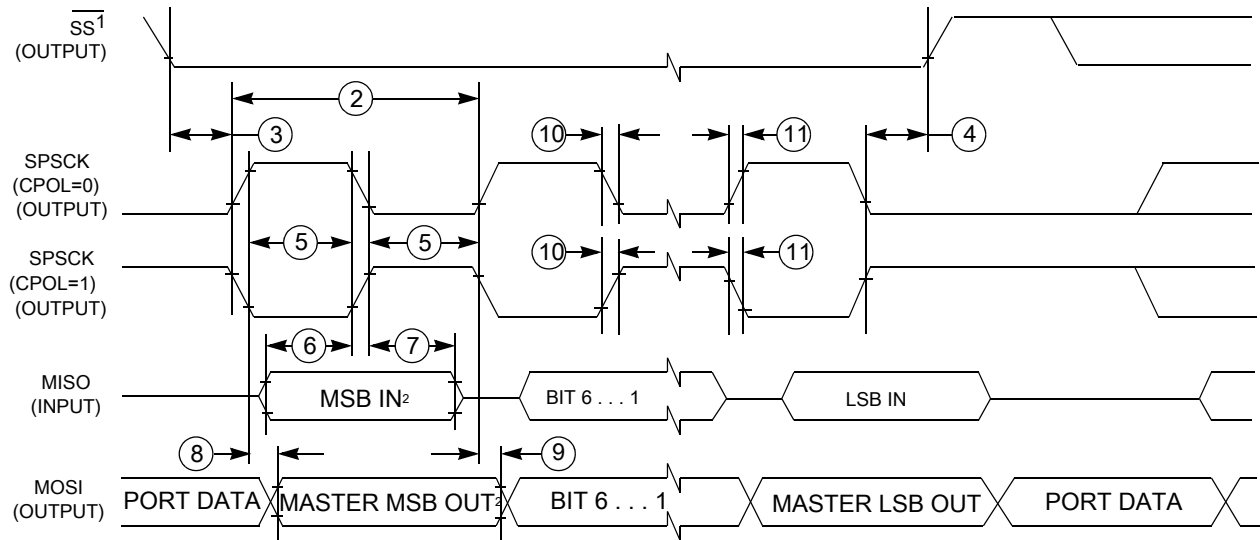 SS¹
(OUTPUT)
2
3
10
11
4
SPSCK
(CPOL=0)
(OUTPUT)
5
5
SPSCK
(CPOL=1)
(OUTPUT)
10
11
6
7
MISO
(INPUT)
MSB IN²
BIT 6 . . . 1
LSB IN
8
9
MOSI
(OUTPUT)
PORT DATA
MASTER MSB OUT²
BIT 6 . . . 1
MASTER LSB OUT
PORT DATA